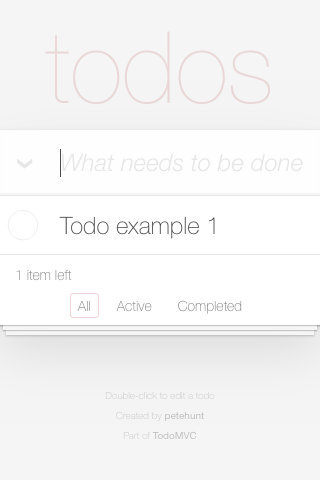 todos
What needs to be done
Todo example 1
1 item left
All Active Completed
Double-click to edit a todo
Created by petehunt
Part of TodoMVC